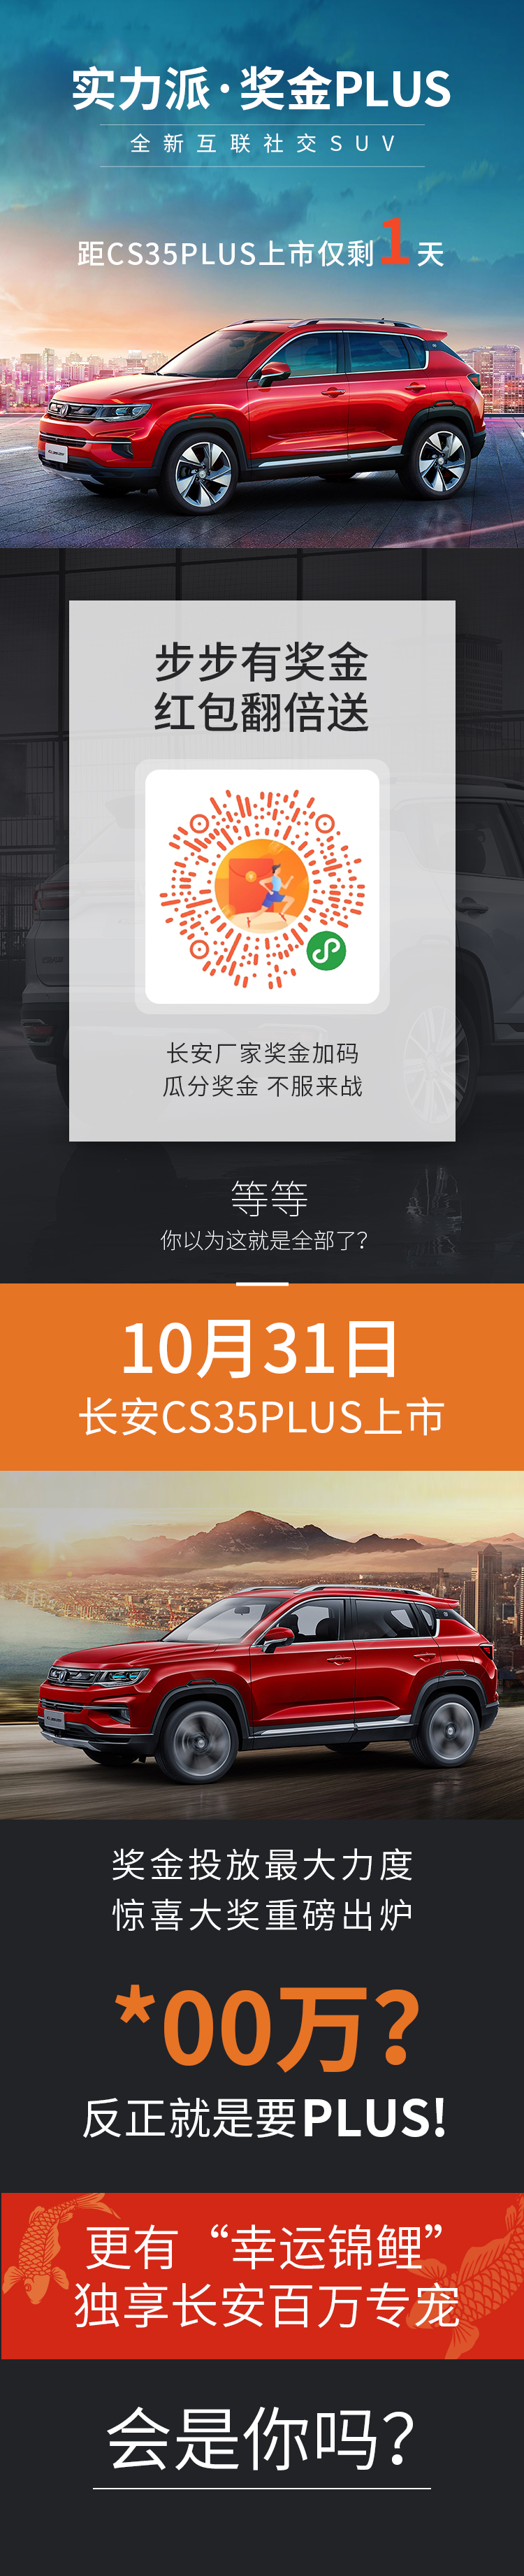 实力派·奖金PLUS
全新互联社交SUV
距CS35PLUS上市仅剩1天
步步有奖金
红包翻倍送
长安厂家奖金加码
瓜分奖金 不服来战
等等
你以为这就是全部了?
10月31日
长安CS35PLUS上市
奖金投放最大力度
惊喜大奖重磅出炉
*00万?
反正就是要PLUS!
更有“幸运锦鲤”
独享长安百万专宠
会是你吗?